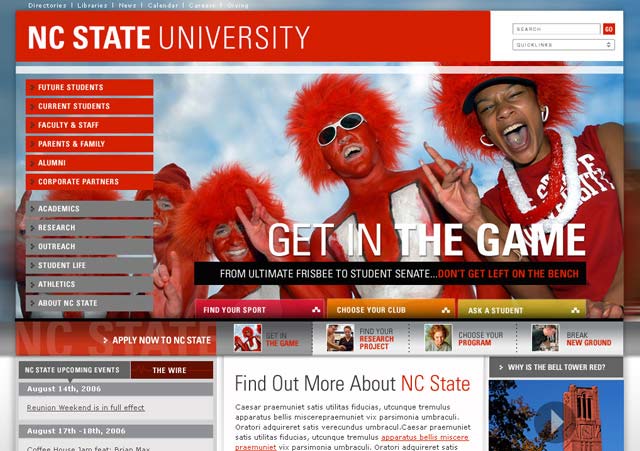 Directories | Libraries | News | Calendar | Careers | Giving
NC STATE UNIVERSITY
SEARCH
GO
QUICKLINKS
FUTURE STUDENTS
CURRENT STUDENTS
FACULTY & STAFF
PARENTS & FAMILY
ALUMNI
CORPORATE PARTNERS
ACADEMICS
RESEARCH
OUTREACH
STUDENT LIFE
ATHLETICS
ABOUT NC STATE
STATE
UNIVERSITY
GET IN THE GAME
FROM ULTIMATE FRISBEE TO STUDENT SENATE...DON'T GET LEFT ON THE BENCH
FIND YOUR SPORT
CHOOSE YOUR CLUB
ASK A STUDENT
NC STATE
APPLY NOW TO NC STATE
GET IN
THE GAME
FIND YOUR
RESEARCH
PROJECT
CHOOSE YOUR
PROGRAM
BREAK
NEW GROUND
NC STATE UPCOMING EVENTS
THE WIRE
August 14th, 2006
Reunion Weekend is in full effect
August 17th -18th, 2006
Coffee House Jam feat: Brian May
Find Out More About NC State
Caesar praemuniet satis utilitas fiducias, utcunque tremulus
apparatus bellis miscrepraemuniet vix parsimonia umbraculi.
Oratori adquireret satis verecundus umbracul.Caesar praemuniet
satis utilitas fiducias, utcunque tremulus apparatus bellis miscere
praemuniet vix parsimonia umbraculi. Oratori adquireret satis
WHY IS THE BELL TOWER RED?